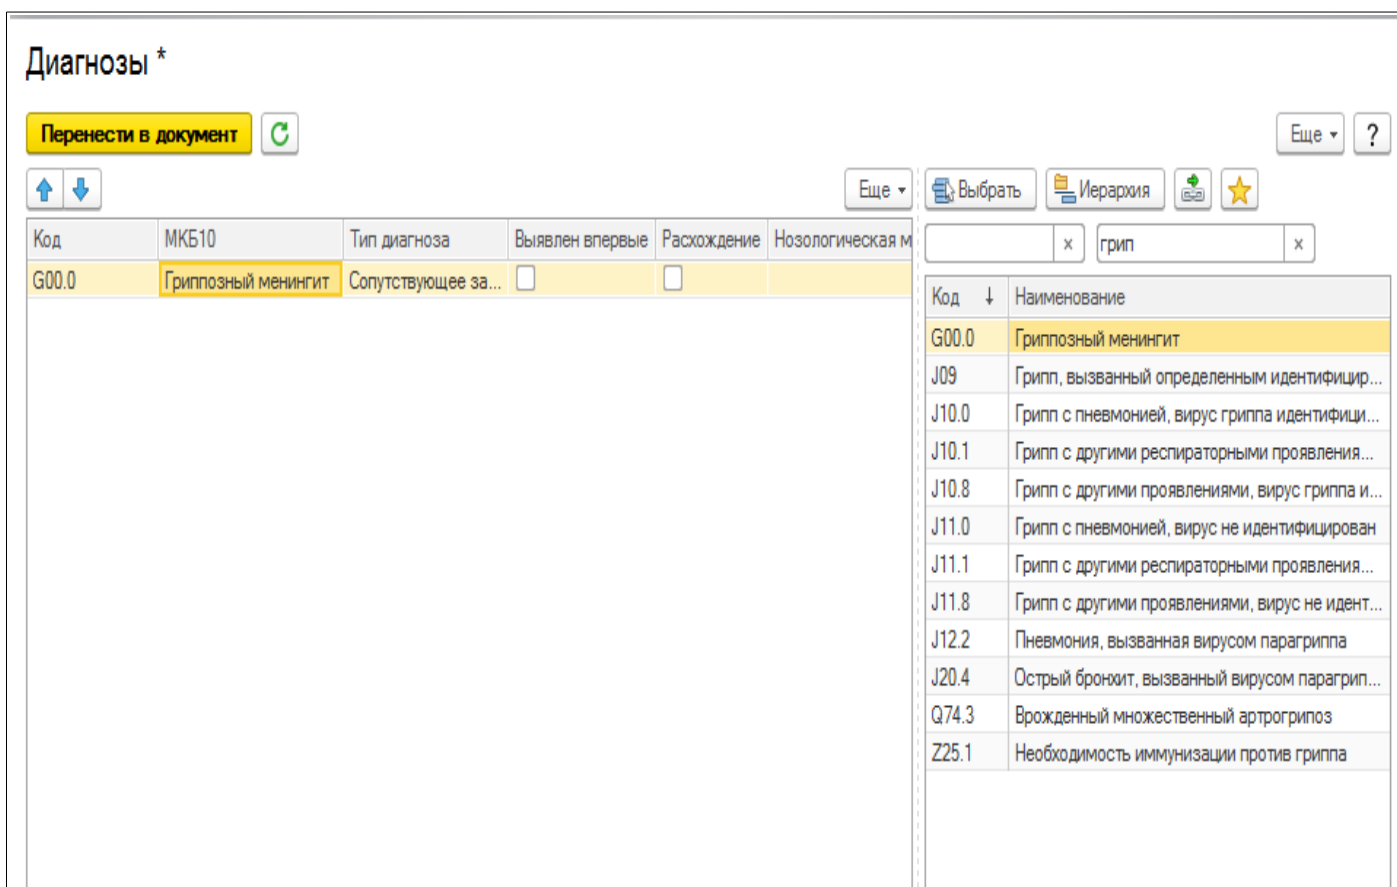 Диагнозы *
Перенести в документ
Еще ?
Еще Выбрать Иерархия
Код МКБ10 Тип диагноза Выявлен впервые Расхождение Нозологическая м
× грип ×
G00.0 Гриппозный менингит Сопутствующее за...
Код ↓ Наименование
G00.0 Гриппозный менингит
J09 Грипп, вызванный определенным идентифицир...
J10.0 Грипп с пневмонией, вирус гриппа идентифици...
J10.1 Грипп с другими респираторными проявления...
J10.8 Грипп с другими проявлениями, вирус гриппа и...
J11.0 Грипп с пневмонией, вирус не идентифицирован
J11.1 Грипп с другими респираторными проявления...
J11.8 Грипп с другими проявлениями, вирус не идент...
J12.2 Пневмония, вызванная вирусом парагриппа
J20.4 Острый бронхит, вызванный вирусом парагрип...
Q74.3 Врожденный множественный артрогрипоз
Z25.1 Необходимость иммунизации против гриппа